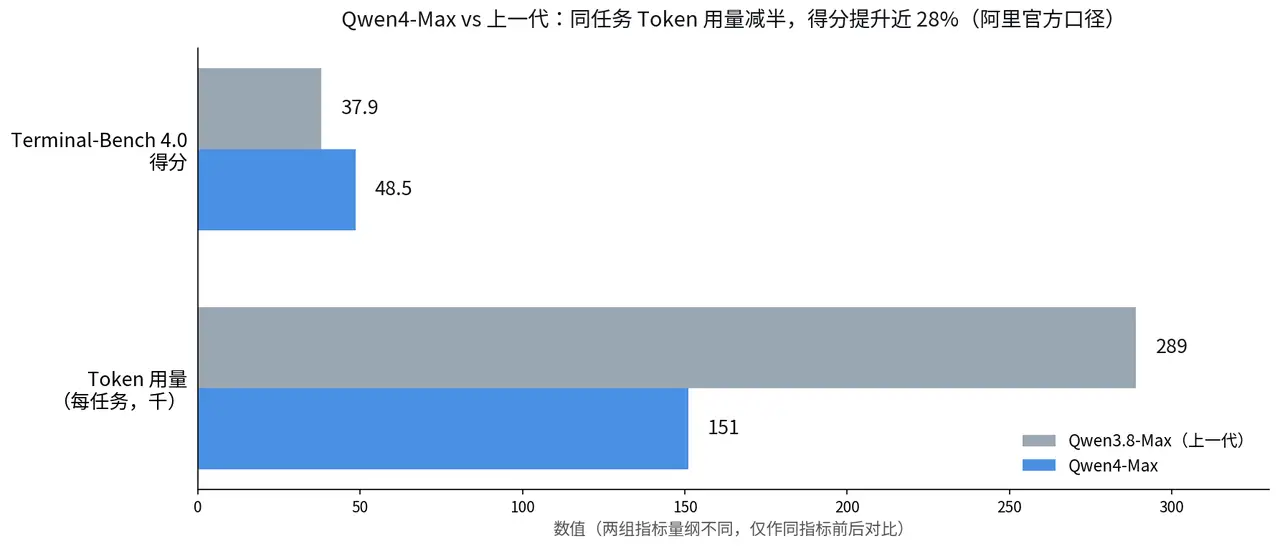 Qwen4-Max vs 上一代：同任务 Token 用量减半，得分提升近 28%（阿里官方口径）
Terminal-Bench 4.0
得分
37.9
48.5
Token 用量
（每任务，千）
289
151
Qwen3.8-Max（上一代）
Qwen4-Max
0 50 100 150 200 250 300
数值（两组指标量纲不同，仅作同指标前后对比）